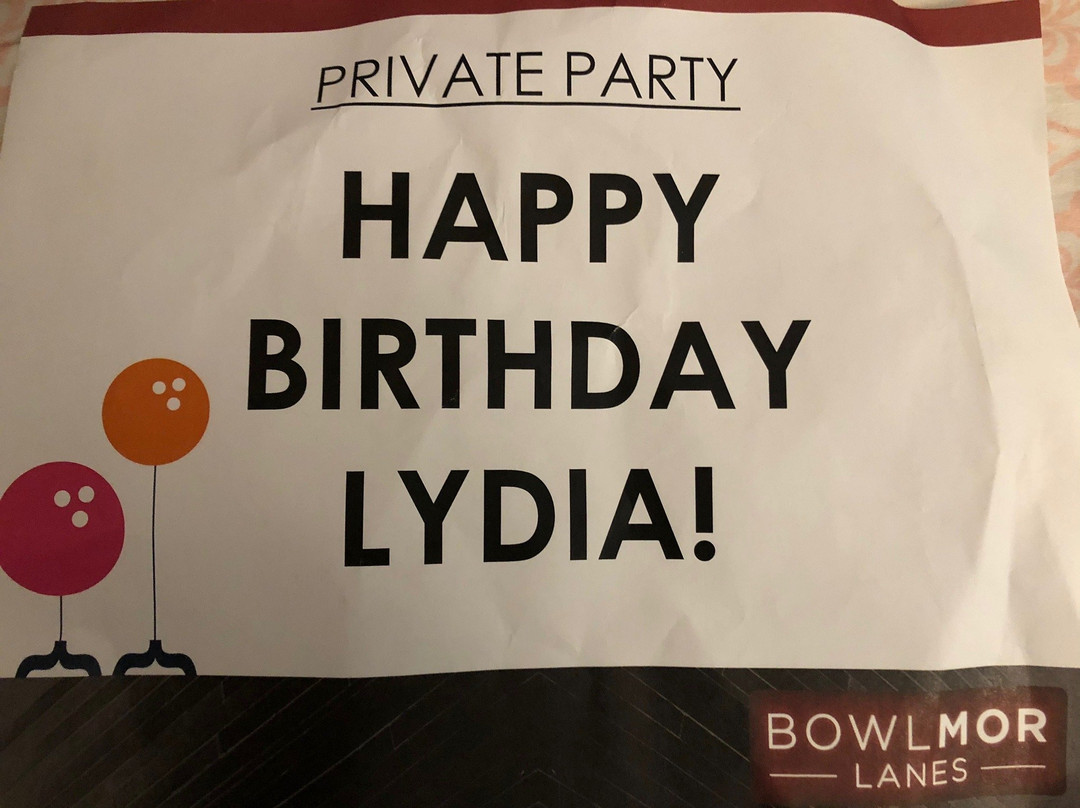 PRIVATE PARTY
HAPPY
BIRTHDAY
LYDIA!
BOWLMOR
LANES